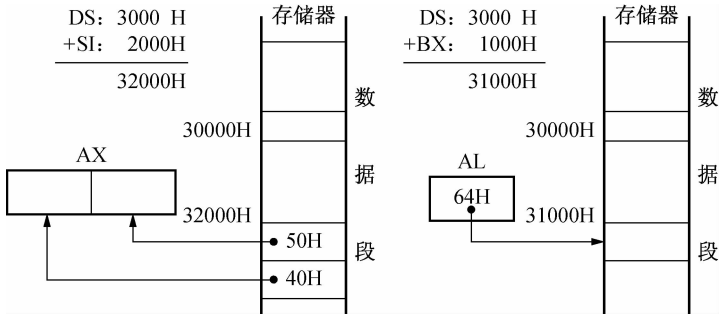 DS：3000 H
+SI： 2000H
32000H
存储器
30000H
AX
32000H
50H
40H
数
据
段
DS：3000 H
+BX： 1000H
31000H
存储器
30000H
AL
64H
31000H
数
据
段